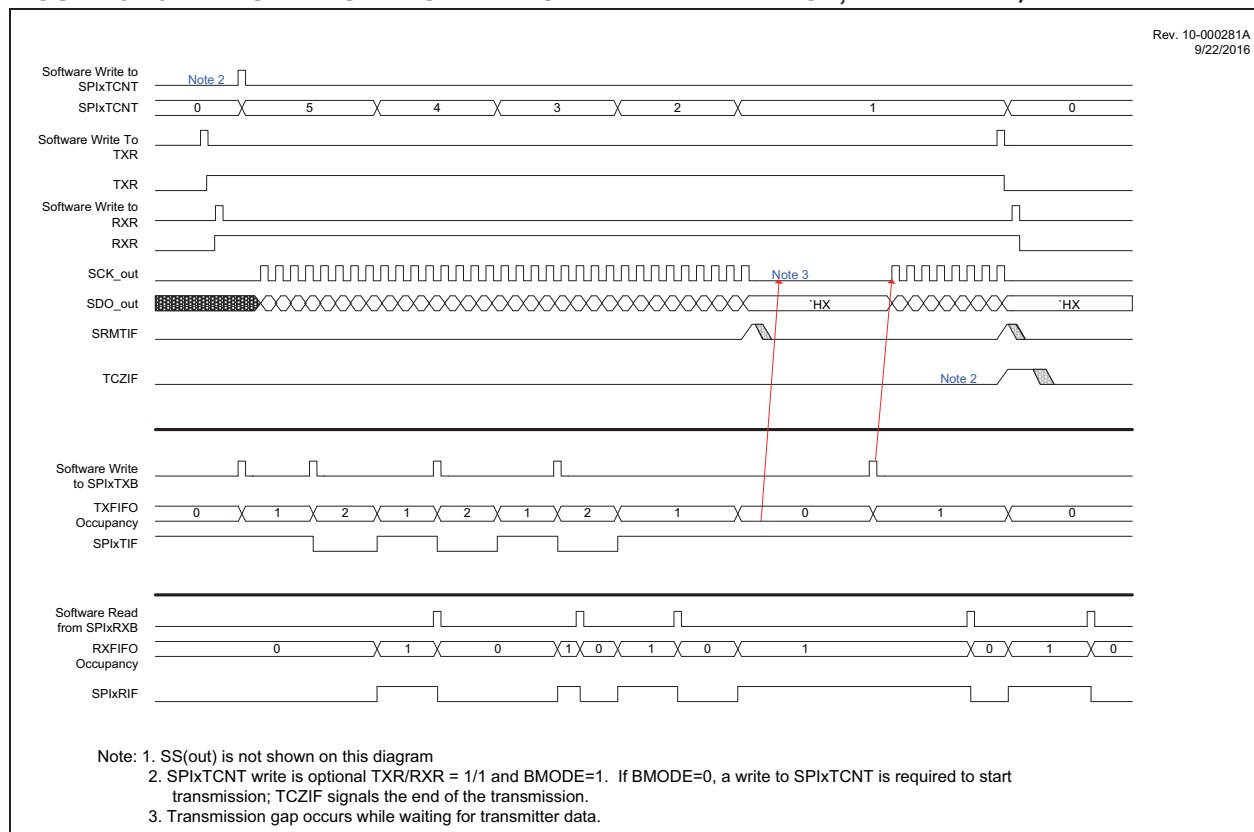 Rev. 10-000281A
9/22/2016
Software Write to
SPIxTCNT
Note 2
SPIxTCNT
0 5 4 3 2 1 0
Software Write To
TXR
TXR
Software Write to
RXR
RXR
SCK_out
Note 3
SDO_out
`HX `HX
SRMTIF
TCZIF
Note 2
Software Write
to SPIxTXB
TXFIFO
Occupancy
0 1 2 1 2 1 2 1 0 1 0
SPIxTIF
Software Read
from SPIxRXB
RXFIFO
Occupancy
0 1 0 1 0 1 0 1 0 1 0
SPIxRIF
Note: 1. SS(out) is not shown on this diagram
2. SPIxTCNT write is optional TXR/RXR = 1/1 and BMODE=1. If BMODE=0, a write to SPIxTCNT is required to start
transmission; TCZIF signals the end of the transmission.
3. Transmission gap occurs while waiting for transmitter data.